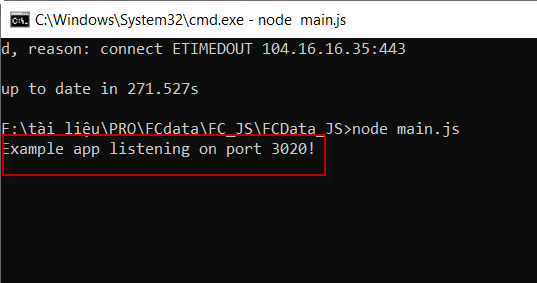 C:\Windows\System32\cmd.exe - node  main.js
d, reason: connect ETIMEDOUT 104.16.16.35:443
up to date in 271.527s
F:\tài liệu\PRO\FCdata\FC_JS\FCData_JS>node main.js
Example app listening on port 3020!